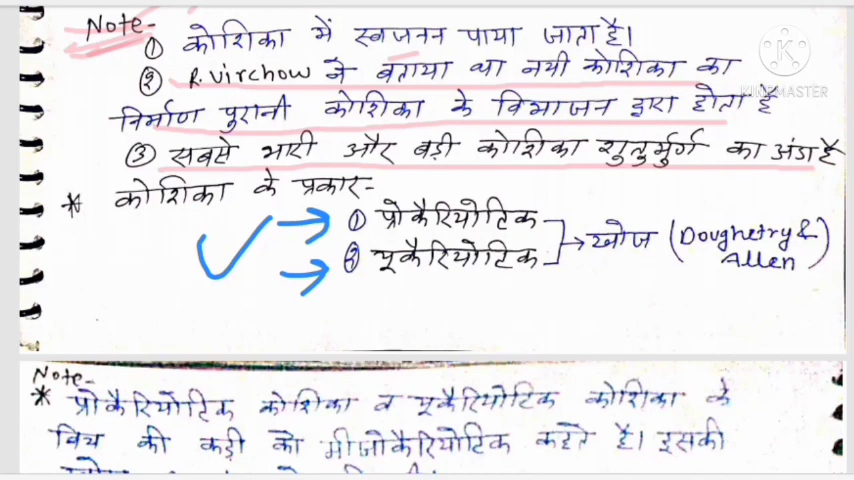 Note-
① कोशिका में स्वजनन पाया जाता है।
② R. Virchow ने बताया था नयी कोशिका का
निर्माण पुरानी कोशिका के विभाजन द्वारा होता है
③ सबसे भारी और बड़ी कोशिका शुतुर्मुर्ग का अंडा है
* कोशिका के प्रकार-
① प्रोकैरियोटिक
② यूकैरियोटिक
→ खोज (Doughetry & Allen)
KINEMASTER
Note-
* प्रोकैरियोटिक कोशिका व यूकैरियोटिक कोशिका के
बिच की कड़ी को मीजोकैरियोटिक कहते है। इसकी